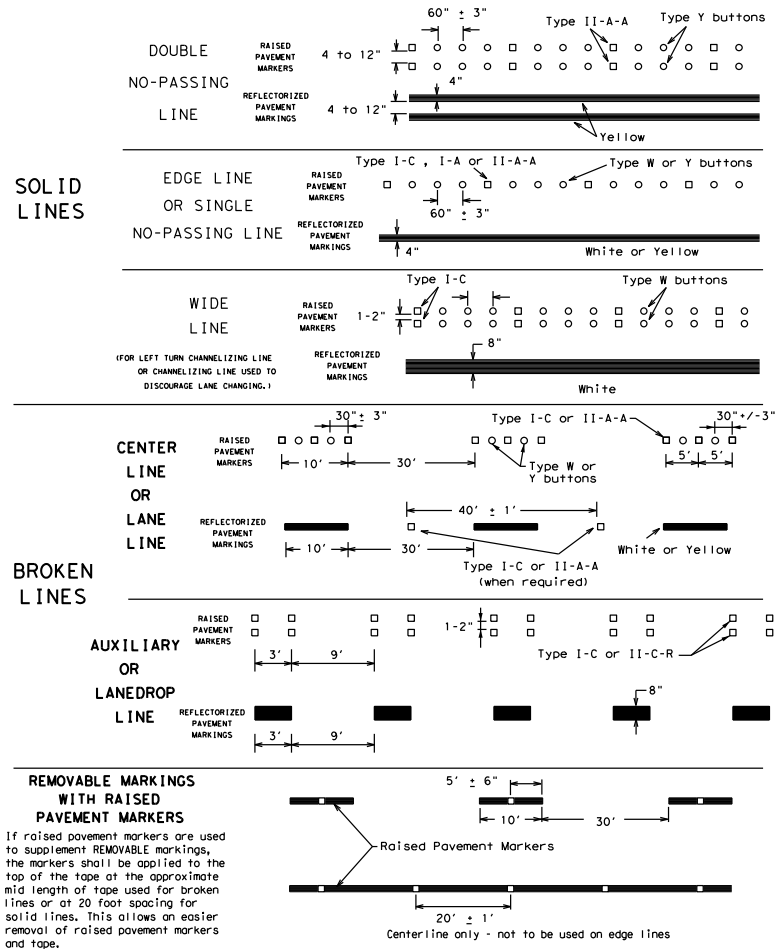 SOLID
LINES
DOUBLE
NO-PASSING
LINE
RAISED
PAVEMENT
MARKERS
4 to 12"
60" ± 3"
Type II-A-A
Type Y buttons
REFLECTORIZED
PAVEMENT
MARKINGS
4 to 12"
4"
Yellow
EDGE LINE
OR SINGLE
NO-PASSING LINE
RAISED
PAVEMENT
MARKERS
Type I-C , I-A or II-A-A
Type W or Y buttons
60" ± 3"
REFLECTORIZED
PAVEMENT
MARKINGS
4"
White or Yellow
WIDE
LINE
(FOR LEFT TURN CHANNELIZING LINE
OR CHANNELIZING LINE USED TO
DISCOURAGE LANE CHANGING.)
RAISED
PAVEMENT
MARKERS
1-2"
Type I-C
Type W buttons
REFLECTORIZED
PAVEMENT
MARKINGS
8"
White
BROKEN
LINES
CENTER
LINE
OR
LANE
LINE
RAISED
PAVEMENT
MARKERS
30"± 3"
Type I-C or II-A-A
30"+/-3"
10'
30'
Type W or
Y buttons
5'
5'
40' ± 1'
REFLECTORIZED
PAVEMENT
MARKINGS
10'
30'
Type I-C or II-A-A
(when required)
White or Yellow
AUXILIARY
OR
LANEDROP
LINE
RAISED
PAVEMENT
MARKERS
1-2"
3'
9'
Type I-C or II-C-R
REFLECTORIZED
PAVEMENT
MARKINGS
8"
3'
9'
REMOVABLE MARKINGS
WITH RAISED
PAVEMENT MARKERS
If raised pavement markers are used
to supplement REMOVABLE markings,
the markers shall be applied to the
top of the tape at the approximate
mid length of tape used for broken
lines or at 20 foot spacing for
solid lines. This allows an easier
removal of raised pavement markers
and tape.
5' ± 6"
10'
30'
Raised Pavement Markers
20' ± 1'
Centerline only - not to be used on edge lines